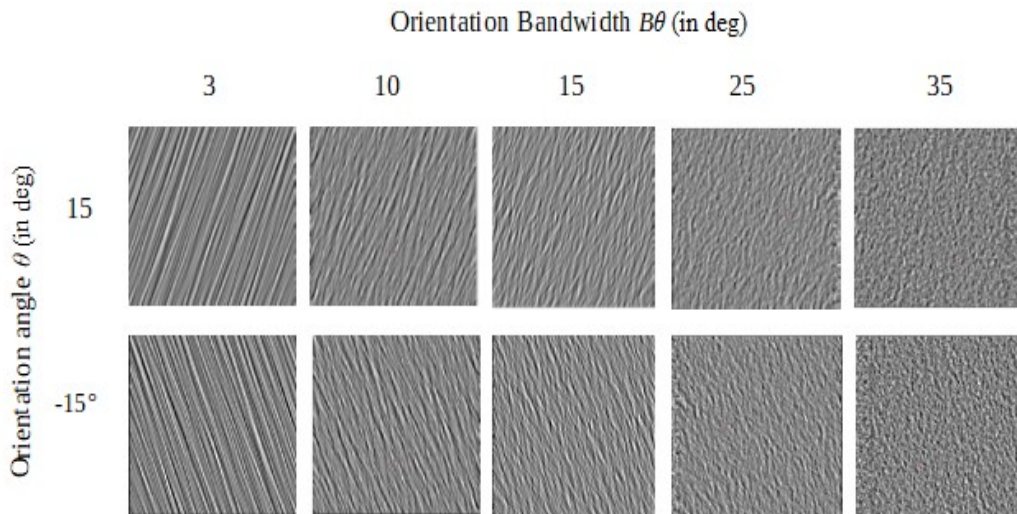 Orientation Bandwidth Bθ (in deg)
3 10 15 25 35
Orientation angle θ (in deg)
15
-15°